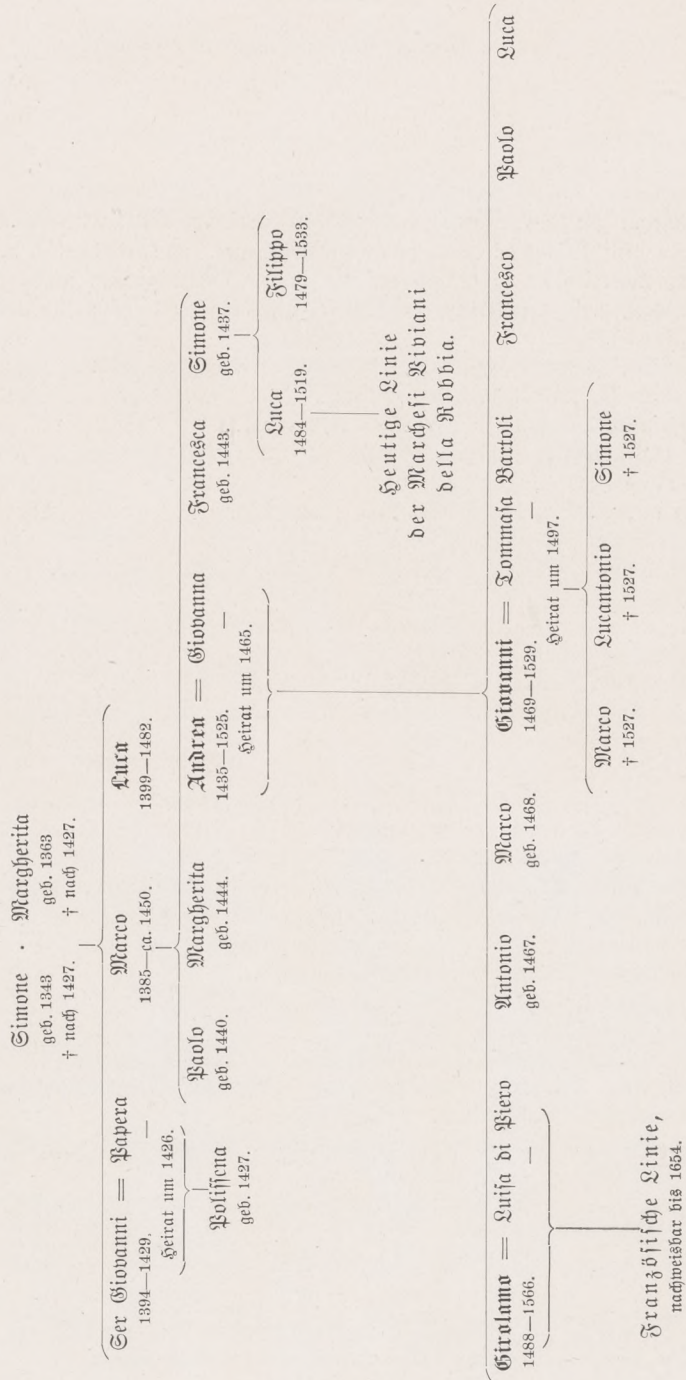 Simone · Margherita
geb. 1343 geb. 1363
† nach 1427. † nach 1427.
Ser Giovanni = Papera Marco Luca
1394—1429. — 1385—ca. 1450. 1399—1482.
Heirat um 1426.
Polissena
geb. 1427.
Paolo Margherita Andrea = Giovanna Francesca Simone
geb. 1440. geb. 1444. 1435—1525. — geb. 1443. geb. 1437.
Heirat um 1465.
Luca Filippo
1484—1519. 1479—1533.
Heutige Linie
der Marchesi Viviani
della Robbia.
Girolamo = Luisa di Piero Antonio Marco Giovanni = Tommasa Bartoli Francesco Paolo Luca
1488—1566. — geb. 1467. geb. 1468. 1469—1529. —
Heirat um 1497.
Marco Lucantonio Simone
† 1527. † 1527. † 1527.
Französische Linie,
nachweisbar bis 1654.